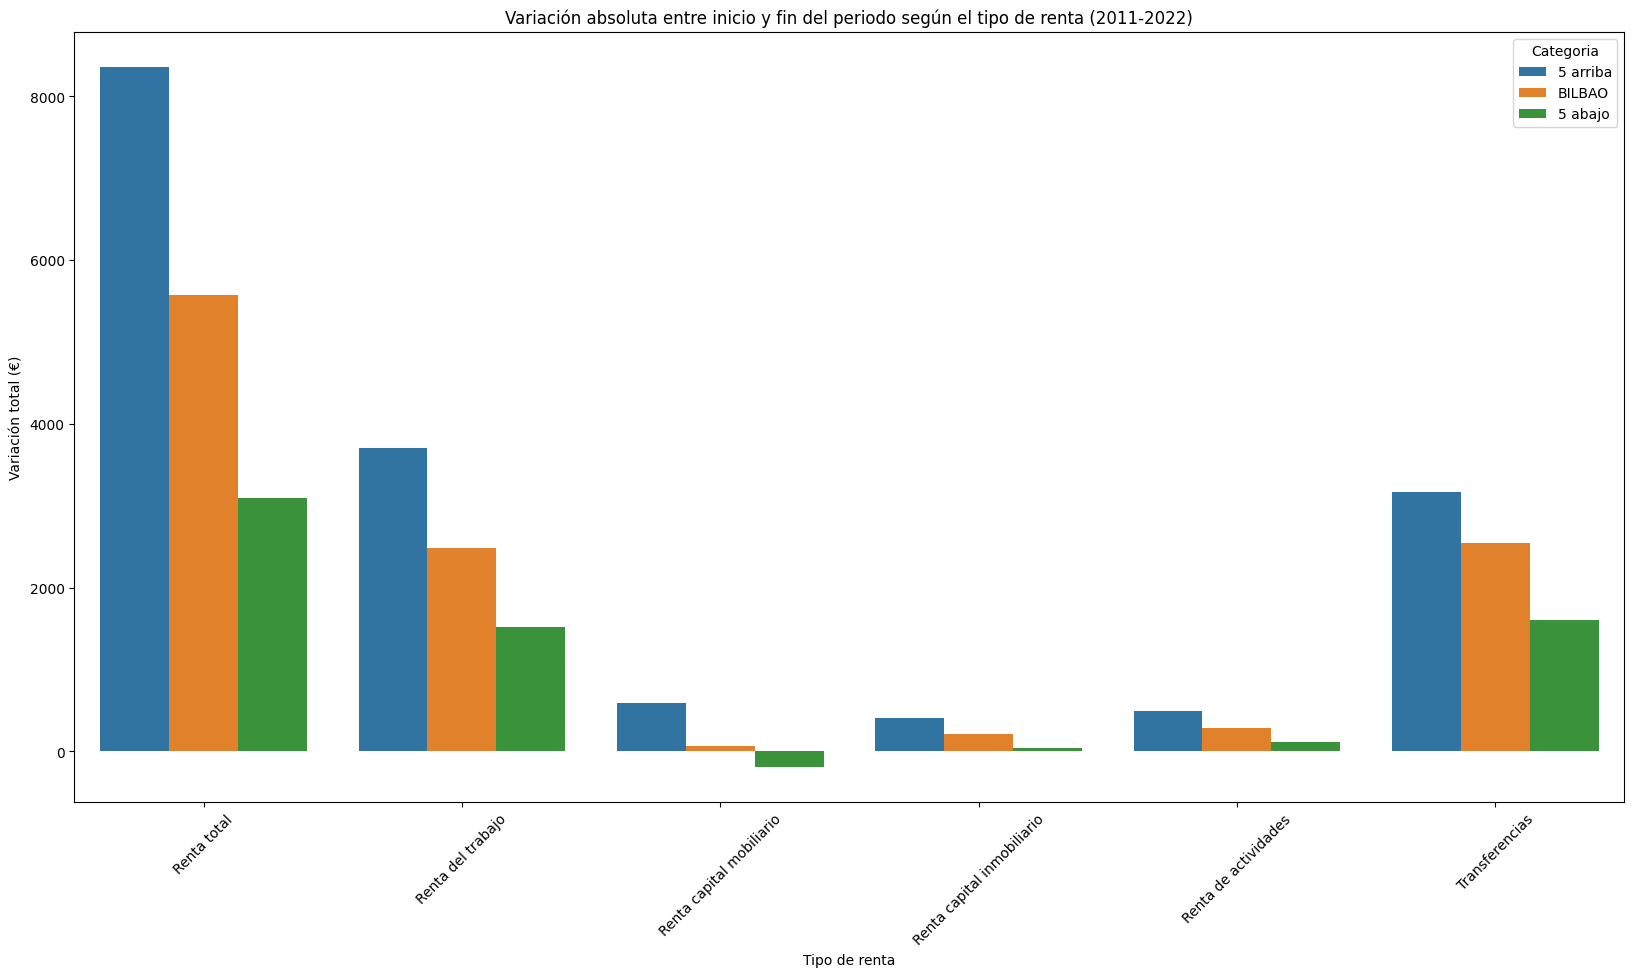 Variación absoluta entre inicio y fin del periodo según el tipo de renta (2011-2022)
Categoria
5 arriba
BILBAO
5 abajo
Variación total (€)
8000
6000
4000
2000
0
Renta total
Renta del trabajo
Renta capital mobiliario
Renta capital inmobiliario
Renta de actividades
Transferencias
Tipo de renta